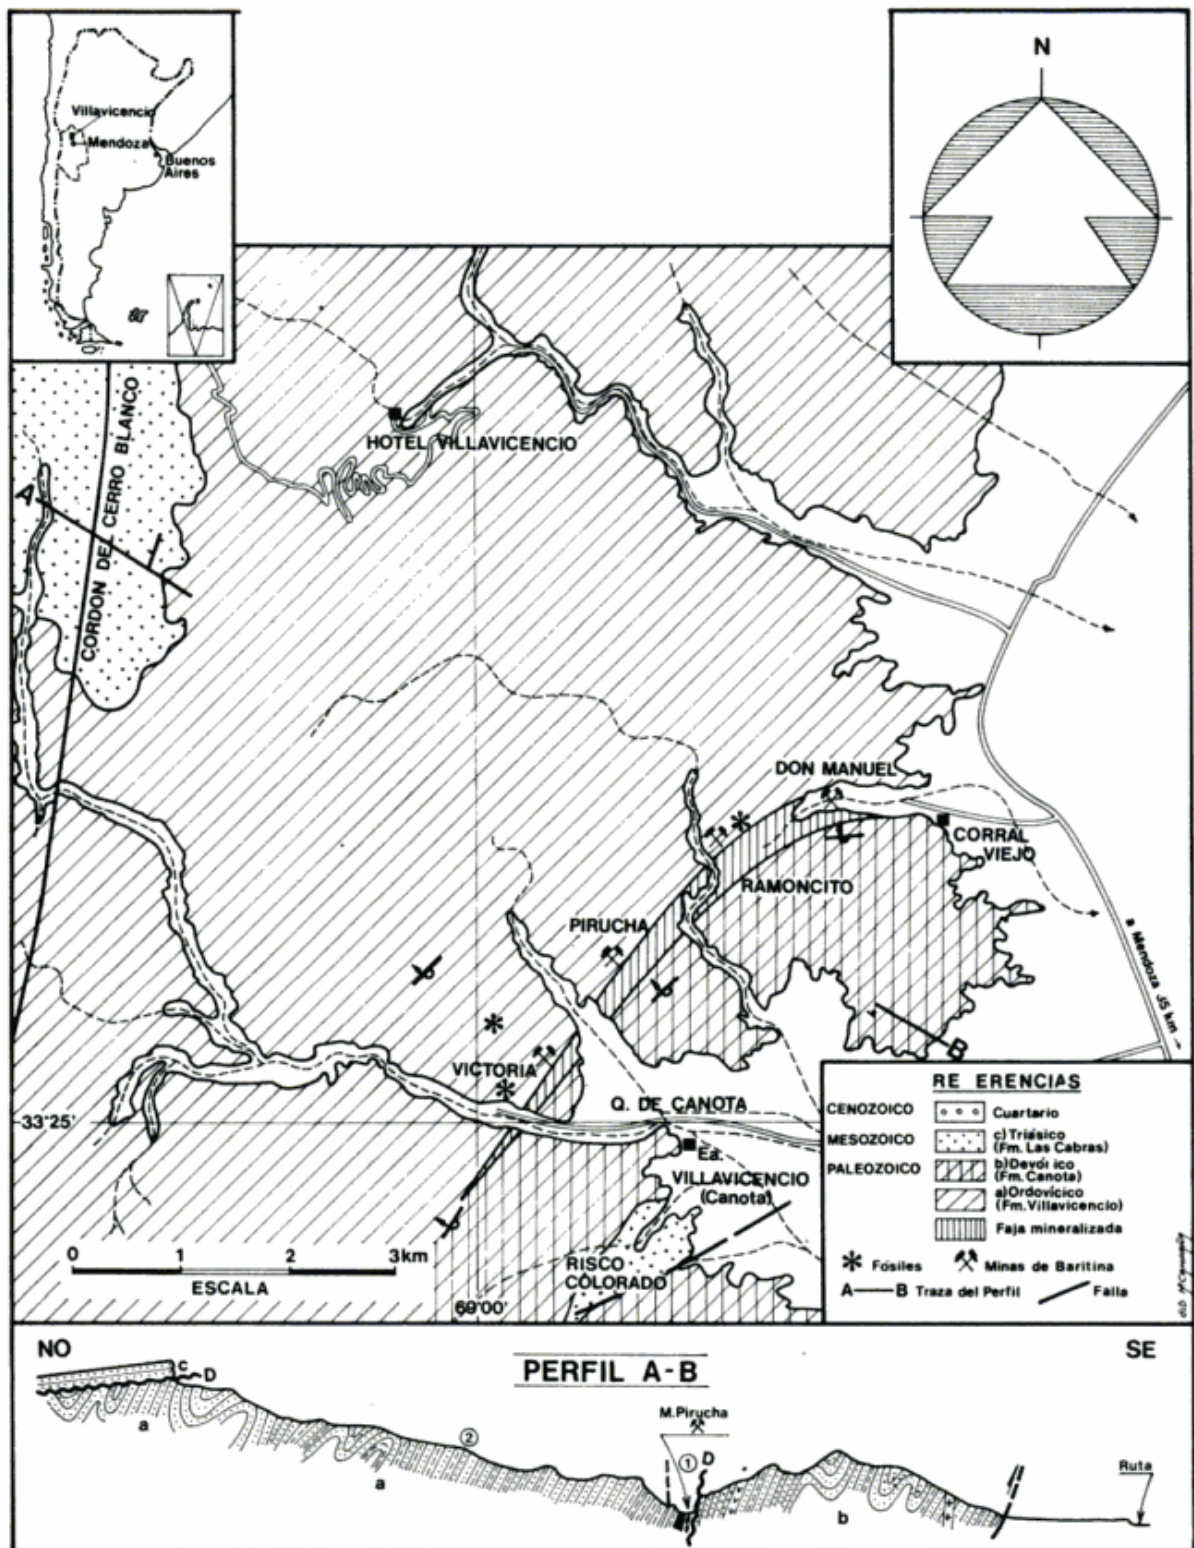 Villavicencio
Mendoza
Buenos
Aires
N
HOTEL VILLAVICENCIO
CORDON DEL CERRO BLANCO
A
DON MANUEL
CORRAL
VIEJO
RAMONCITO
PIRUCHA
a Mendoza 35 km
B
VICTORIA
Q. DE CANOTA
33°25'
Ea.
VILLAVICENCIO
(Canota)
RISCO
COLORADO
0 1 2 3km
ESCALA
69°00'
RE ERENCIAS
CENOZOICO Cuartario
MESOZOICO c) Triásico
(Fm. Las Cabras)
PALEOZOICO b) Devónico
(Fm. Canota)
a) Ordovícico
(Fm. Villavicencio)
Faja mineralizada
Fósiles Minas de Baritina
A B Traza del Perfil Falla
NO SE
PERFIL A-B
c
D
a
2
a
M. Pirucha
1
D
b
Ruta